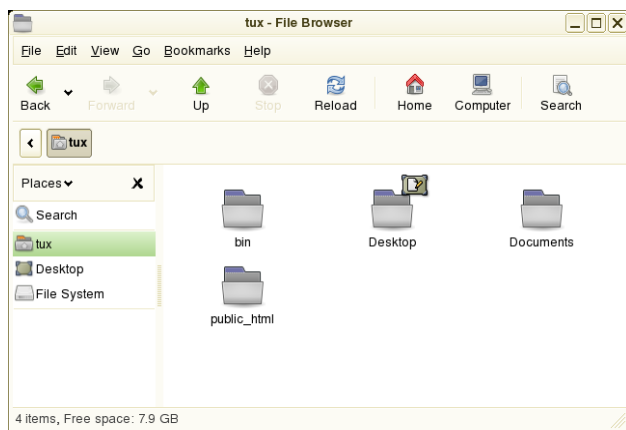 tux - File Browser
File Edit View Go Bookmarks Help
Back Forward Up Stop Reload Home Computer Search
tux
Places
Search
tux
Desktop
File System
bin Desktop Documents
public_html
4 items, Free space: 7.9 GB